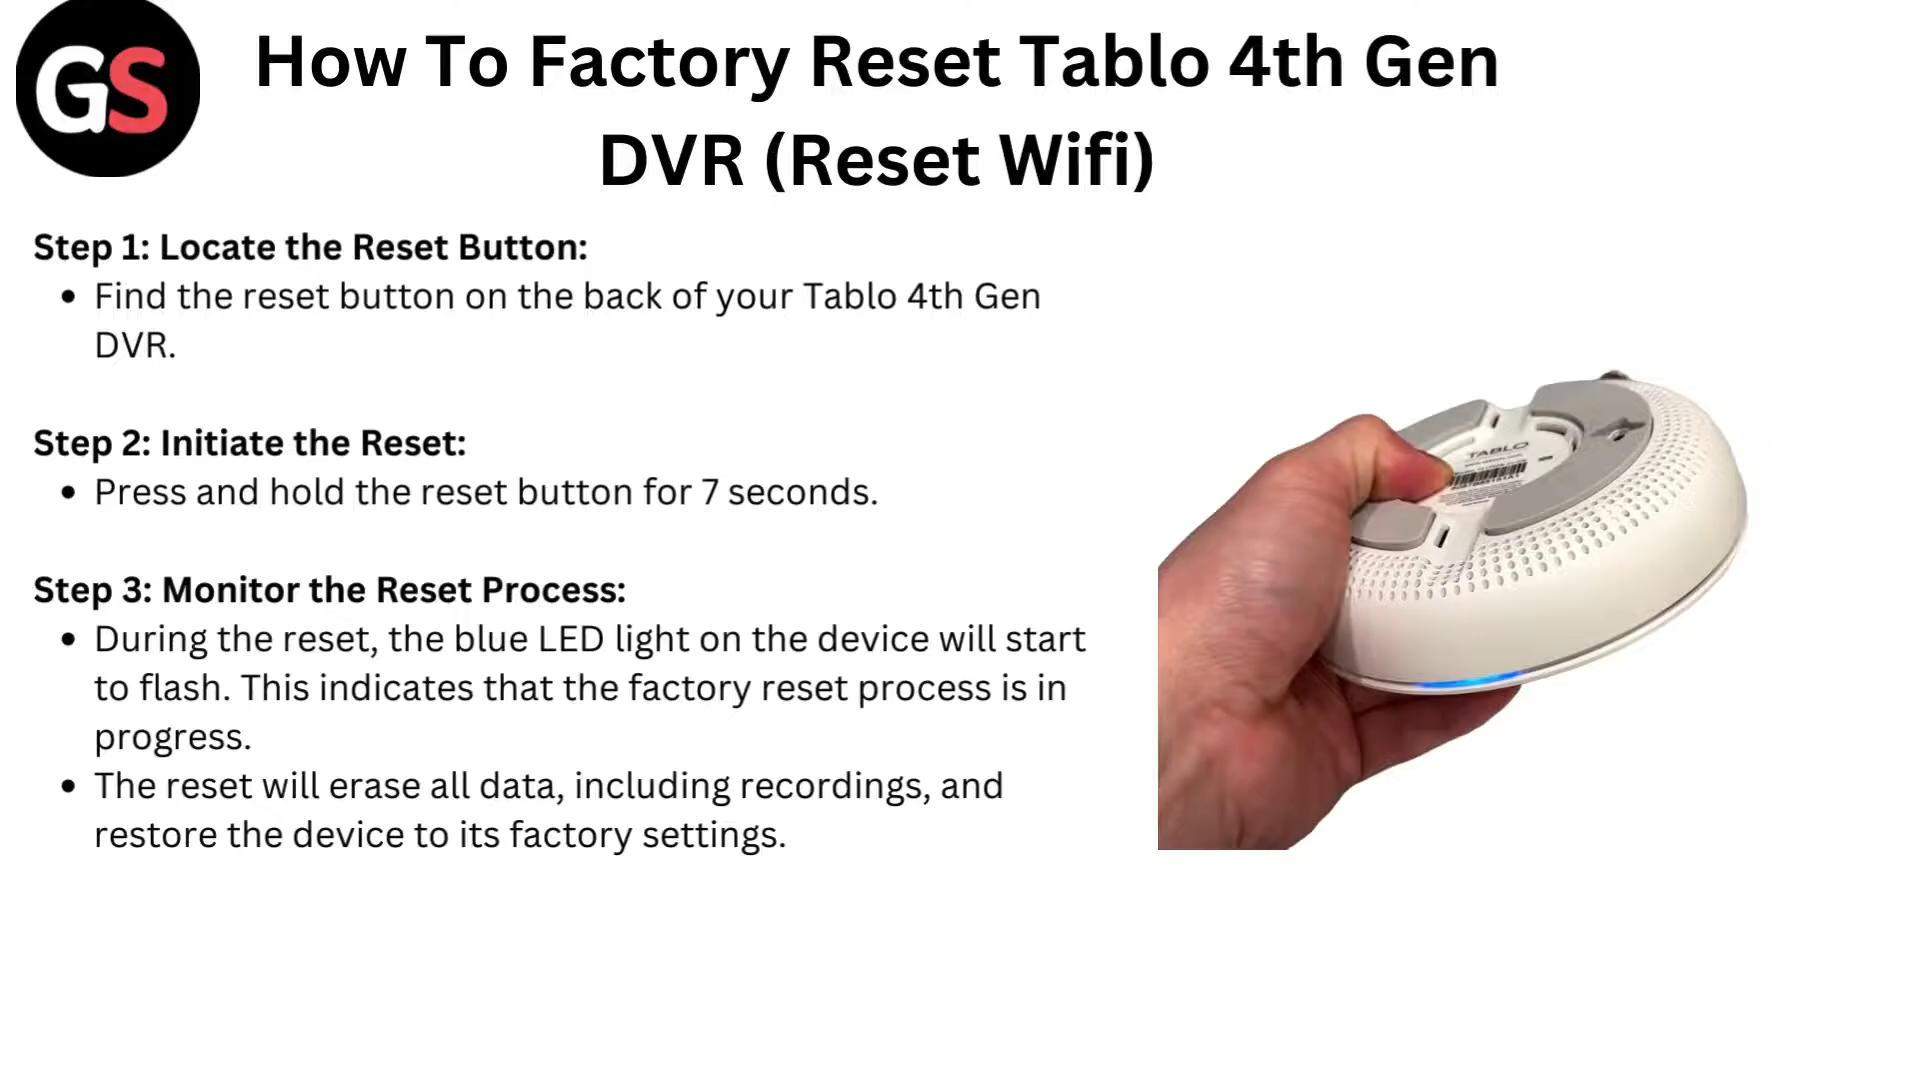 GS
How To Factory Reset Tablo 4th Gen
DVR (Reset Wifi)
Step 1: Locate the Reset Button:
• Find the reset button on the back of your Tablo 4th Gen
DVR.
Step 2: Initiate the Reset:
• Press and hold the reset button for 7 seconds.
Step 3: Monitor the Reset Process:
• During the reset, the blue LED light on the device will start
to flash. This indicates that the factory reset process is in
progress.
• The reset will erase all data, including recordings, and
restore the device to its factory settings.
TABLO